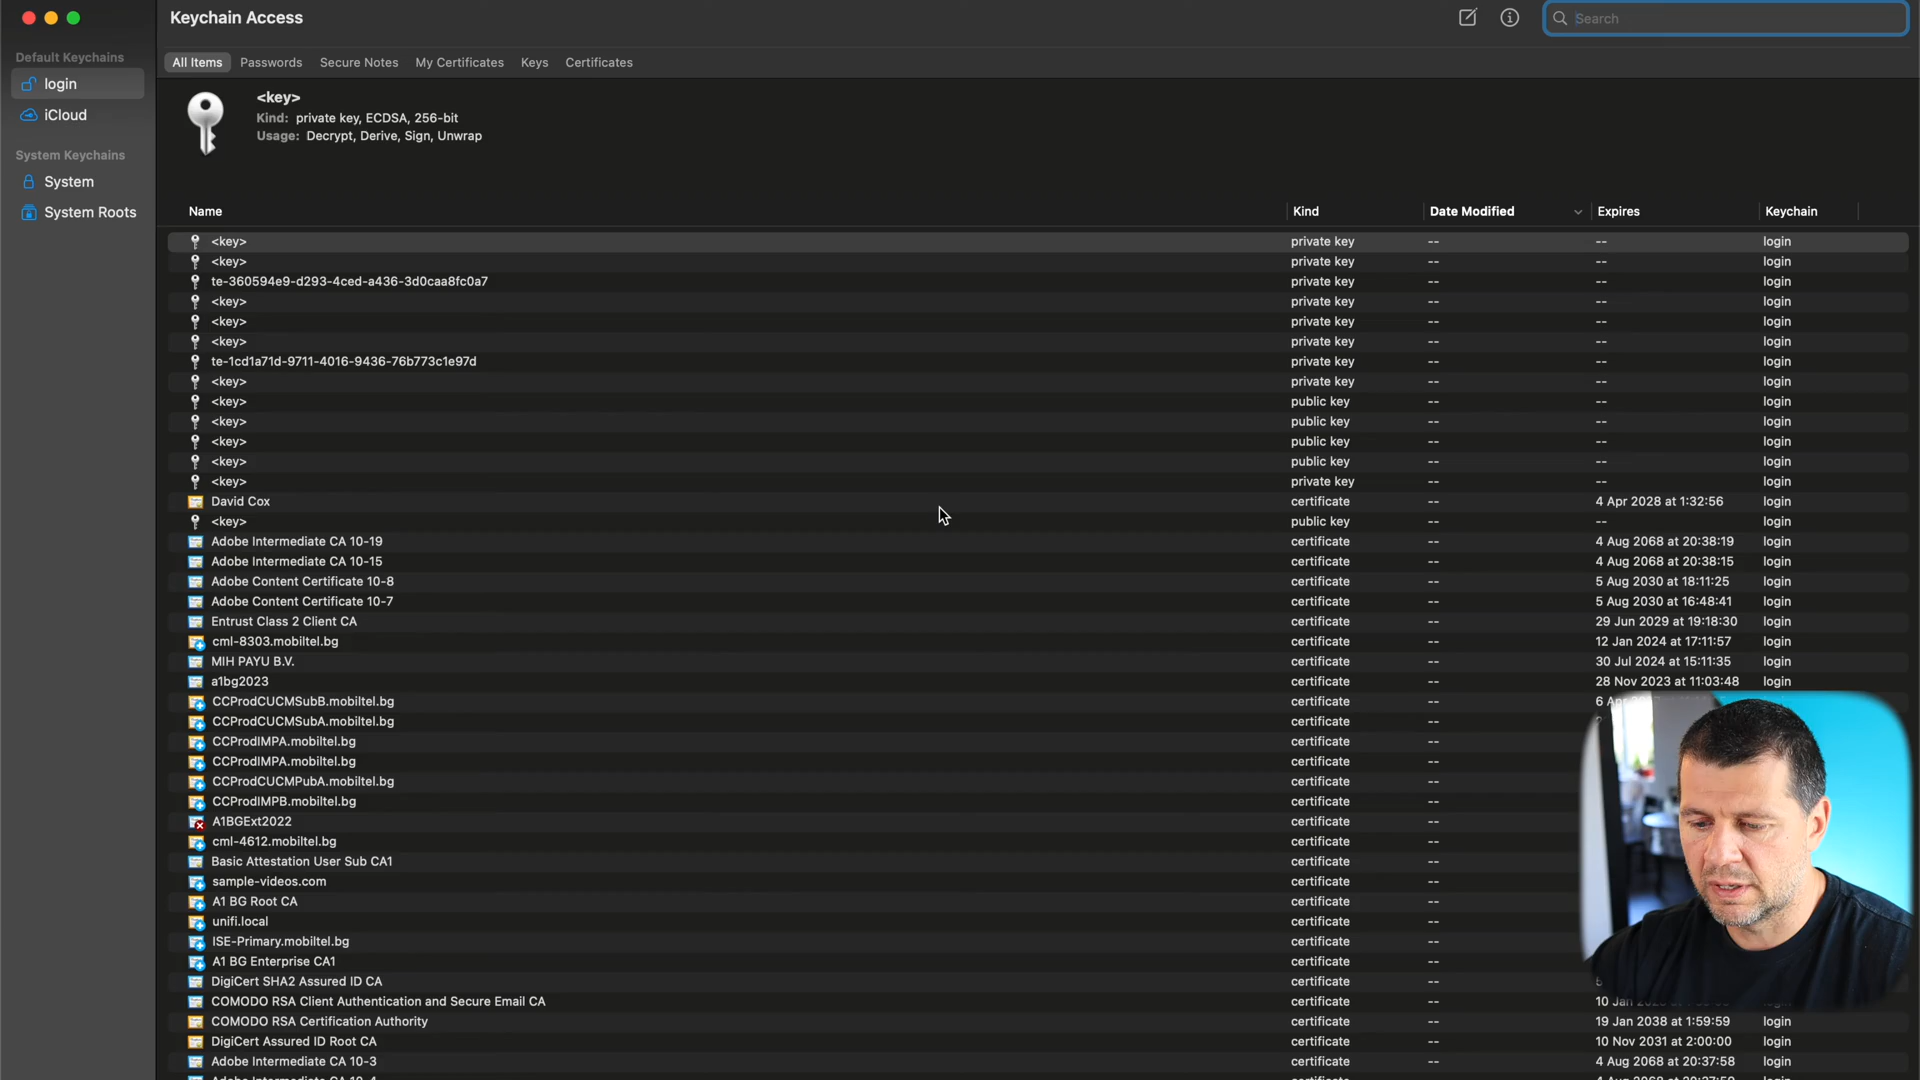 Keychain Access
Search
Default Keychains
login
iCloud
System Keychains
System
System Roots
All Items Passwords Secure Notes My Certificates Keys Certificates
<key>
Kind: private key, ECDSA, 256-bit
Usage: Decrypt, Derive, Sign, Unwrap
Name Kind Date Modified Expires Keychain
<key> private key -- -- login
<key> private key -- -- login
te-360594e9-d293-4ced-a436-3d0caa8fc0a7 private key -- -- login
<key> private key -- -- login
<key> private key -- -- login
<key> private key -- -- login
te-1cd1a71d-9711-4016-9436-76b773c1e97d private key -- -- login
<key> private key -- -- login
<key> public key -- -- login
<key> public key -- -- login
<key> public key -- -- login
<key> public key -- -- login
<key> private key -- -- login
David Cox certificate -- 4 Apr 2028 at 1:32:56 login
<key> public key -- -- login
Adobe Intermediate CA 10-19 certificate -- 4 Aug 2068 at 20:38:19 login
Adobe Intermediate CA 10-15 certificate -- 4 Aug 2068 at 20:38:15 login
Adobe Content Certificate 10-8 certificate -- 5 Aug 2030 at 18:11:25 login
Adobe Content Certificate 10-7 certificate -- 5 Aug 2030 at 16:48:41 login
Entrust Class 2 Client CA certificate -- 29 Jun 2029 at 19:18:30 login
cml-8303.mobiltel.bg certificate -- 12 Jan 2024 at 17:11:57 login
MIH PAYU B.V. certificate -- 30 Jul 2024 at 15:11:35 login
a1bg2023 certificate -- 28 Nov 2023 at 11:03:48 login
CCProdCUCMSubB.mobiltel.bg certificate -- 6
CCProdCUCMSubA.mobiltel.bg certificate --
CCProdIMPA.mobiltel.bg certificate --
CCProdIMPA.mobiltel.bg certificate --
CCProdCUCMPubA.mobiltel.bg certificate --
CCProdIMPB.mobiltel.bg certificate --
A1BGExt2022 certificate --
cml-4612.mobiltel.bg certificate --
Basic Attestation User Sub CA1 certificate --
sample-videos.com certificate --
A1 BG Root CA certificate --
unifi.local certificate --
ISE-Primary.mobiltel.bg certificate --
A1 BG Enterprise CA1 certificate --
DigiCert SHA2 Assured ID CA certificate -- login
COMODO RSA Client Authentication and Secure Email CA certificate -- 10 login
COMODO RSA Certification Authority certificate -- 19 Jan 2038 at 1:59:59 login
DigiCert Assured ID Root CA certificate -- 10 Nov 2031 at 2:00:00 login
Adobe Intermediate CA 10-3 certificate -- 4 Aug 2068 at 20:37:58 login